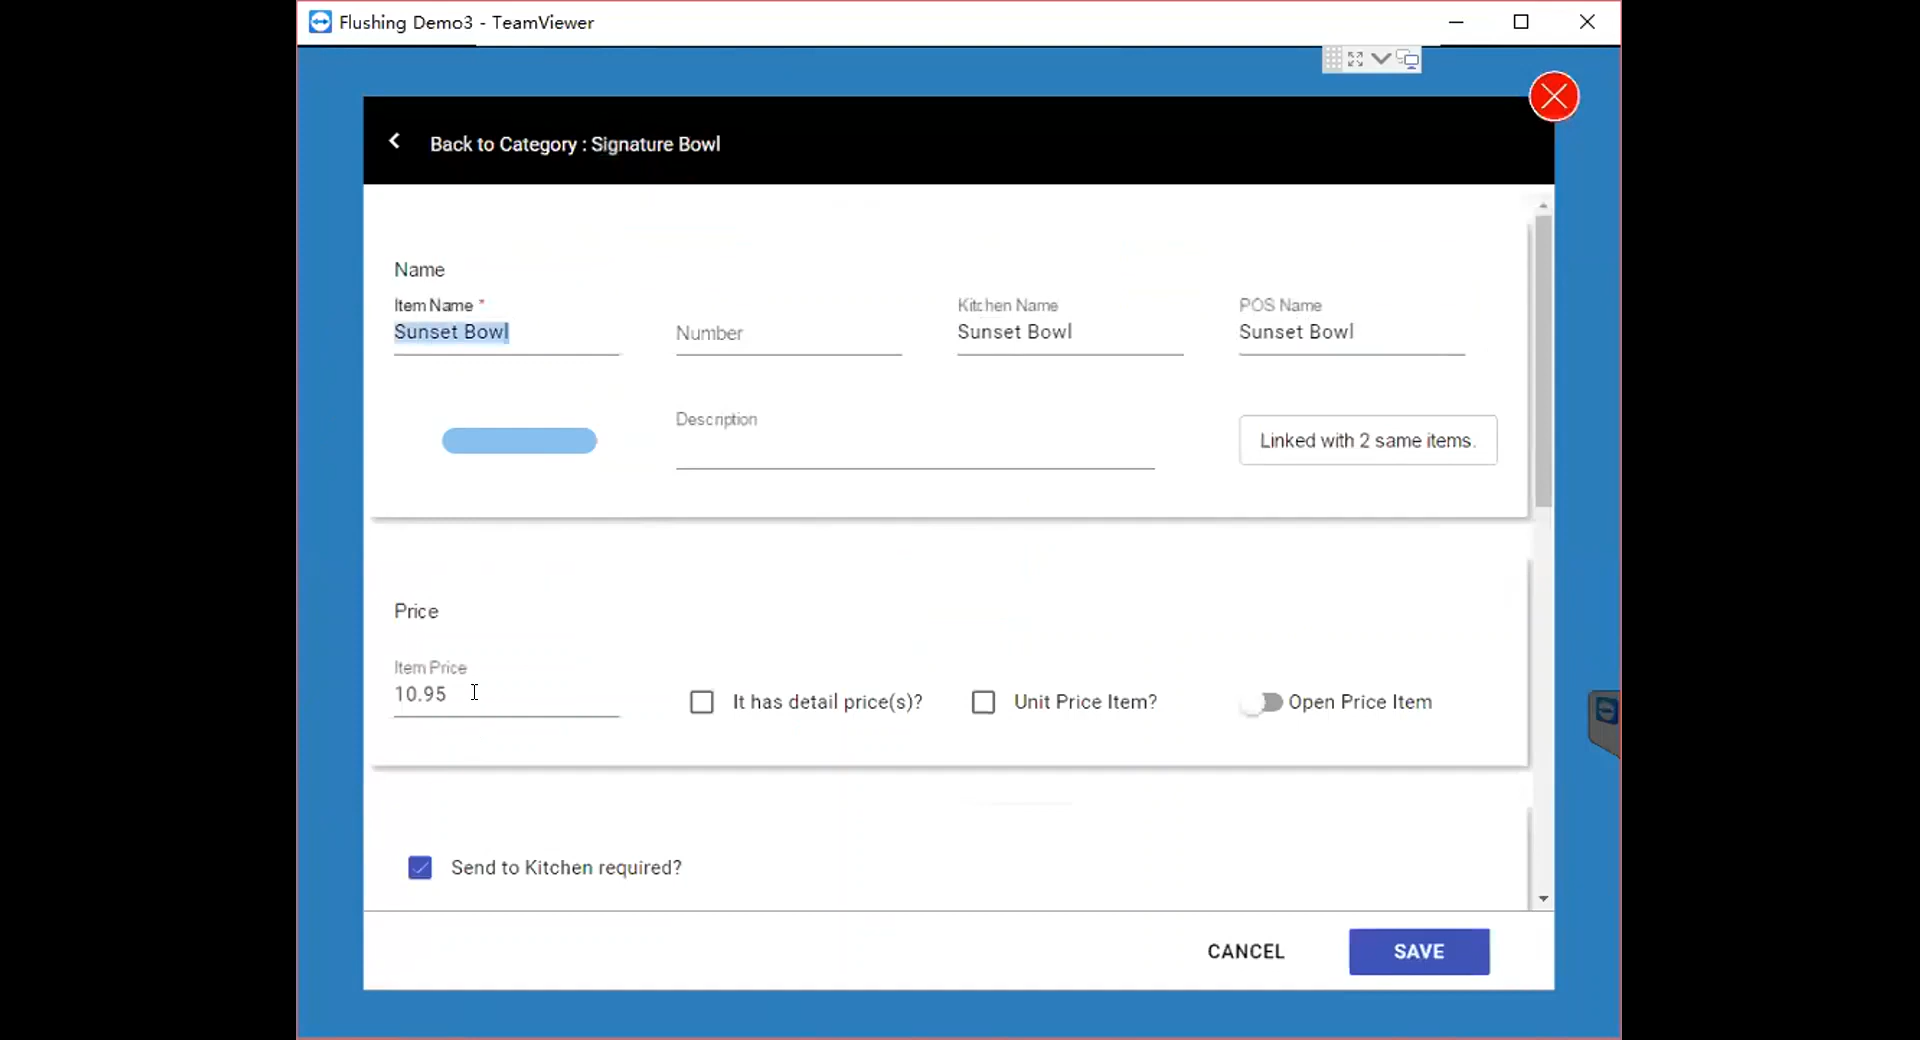 Flushing Demo3 - TeamViewer
Back to Category : Signature Bowl
Name
Item Name *
Sunset Bowl
Number
Kitchen Name
Sunset Bowl
POS Name
Sunset Bowl
Description
Linked with 2 same items.
Price
Item Price
10.95
It has detail price(s)?
Unit Price Item?
Open Price Item
Send to Kitchen required?
CANCEL
SAVE